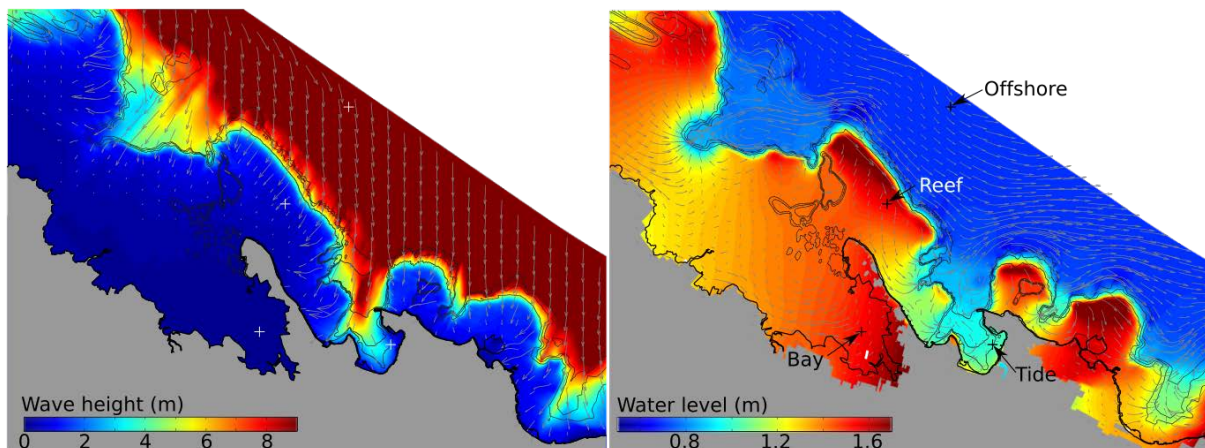 Wave height (m)
0 2 4 6 8
Offshore
Reef
Bay
Tide
Water level (m)
0.8 1.2 1.6